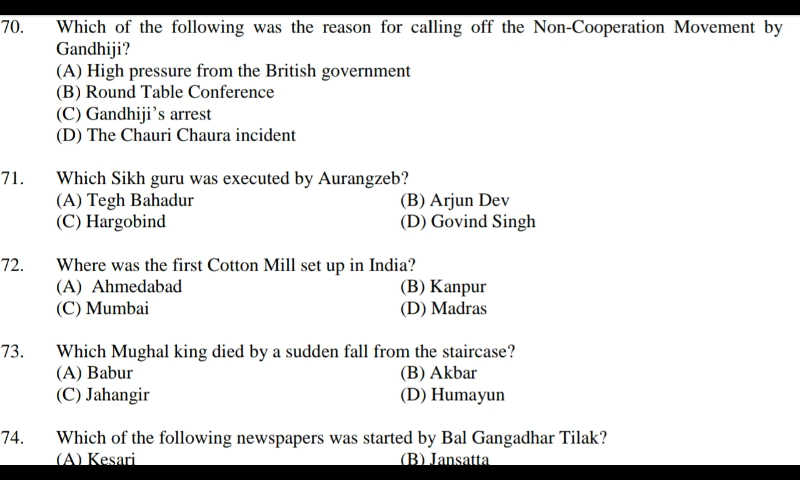 70. Which of the following was the reason for calling off the Non-Cooperation Movement by
Gandhiji?
(A) High pressure from the British government
(B) Round Table Conference
(C) Gandhiji's arrest
(D) The Chauri Chaura incident
71. Which Sikh guru was executed by Aurangzeb?
(A) Tegh Bahadur (B) Arjun Dev
(C) Hargobind (D) Govind Singh
72. Where was the first Cotton Mill set up in India?
(A) Ahmedabad (B) Kanpur
(C) Mumbai (D) Madras
73. Which Mughal king died by a sudden fall from the staircase?
(A) Babur (B) Akbar
(C) Jahangir (D) Humayun
74. Which of the following newspapers was started by Bal Gangadhar Tilak?
(A) Kesari (B) Jansatta